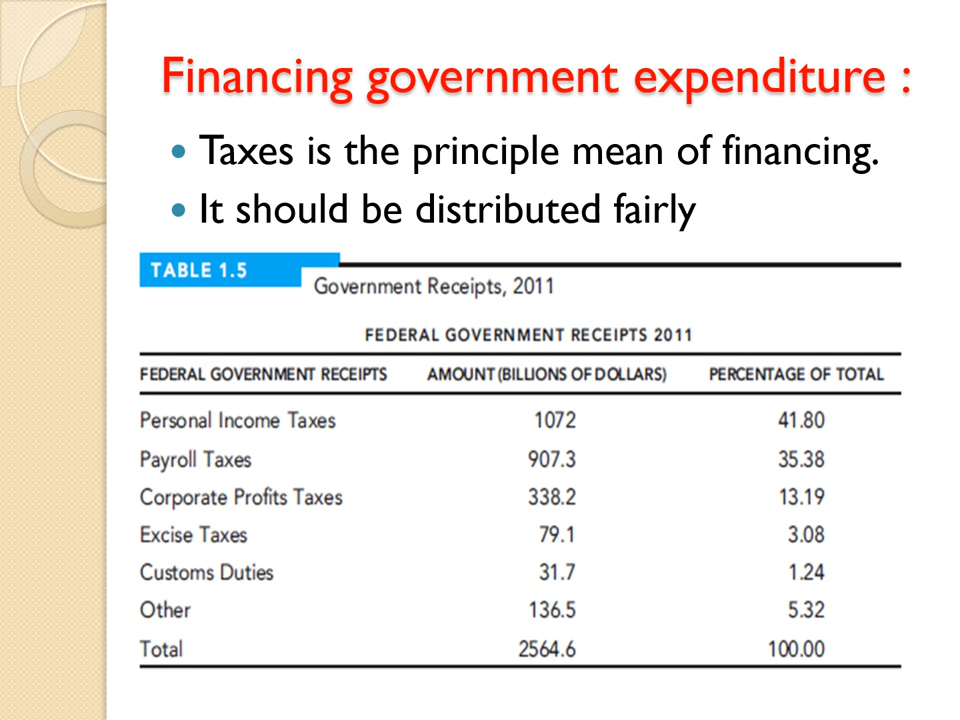 Financing government expenditure :
Taxes is the principle mean of financing.
It should be distributed fairly
TABLE 1.5
Government Receipts, 2011
FEDERAL GOVERNMENT RECEIPTS 2011
FEDERAL GOVERNMENT RECEIPTS AMOUNT (BILLIONS OF DOLLARS) PERCENTAGE OF TOTAL
Personal Income Taxes 1072 41.80
Payroll Taxes 907.3 35.38
Corporate Profits Taxes 338.2 13.19
Excise Taxes 79.1 3.08
Customs Duties 31.7 1.24
Other 136.5 5.32
Total 2564.6 100.00